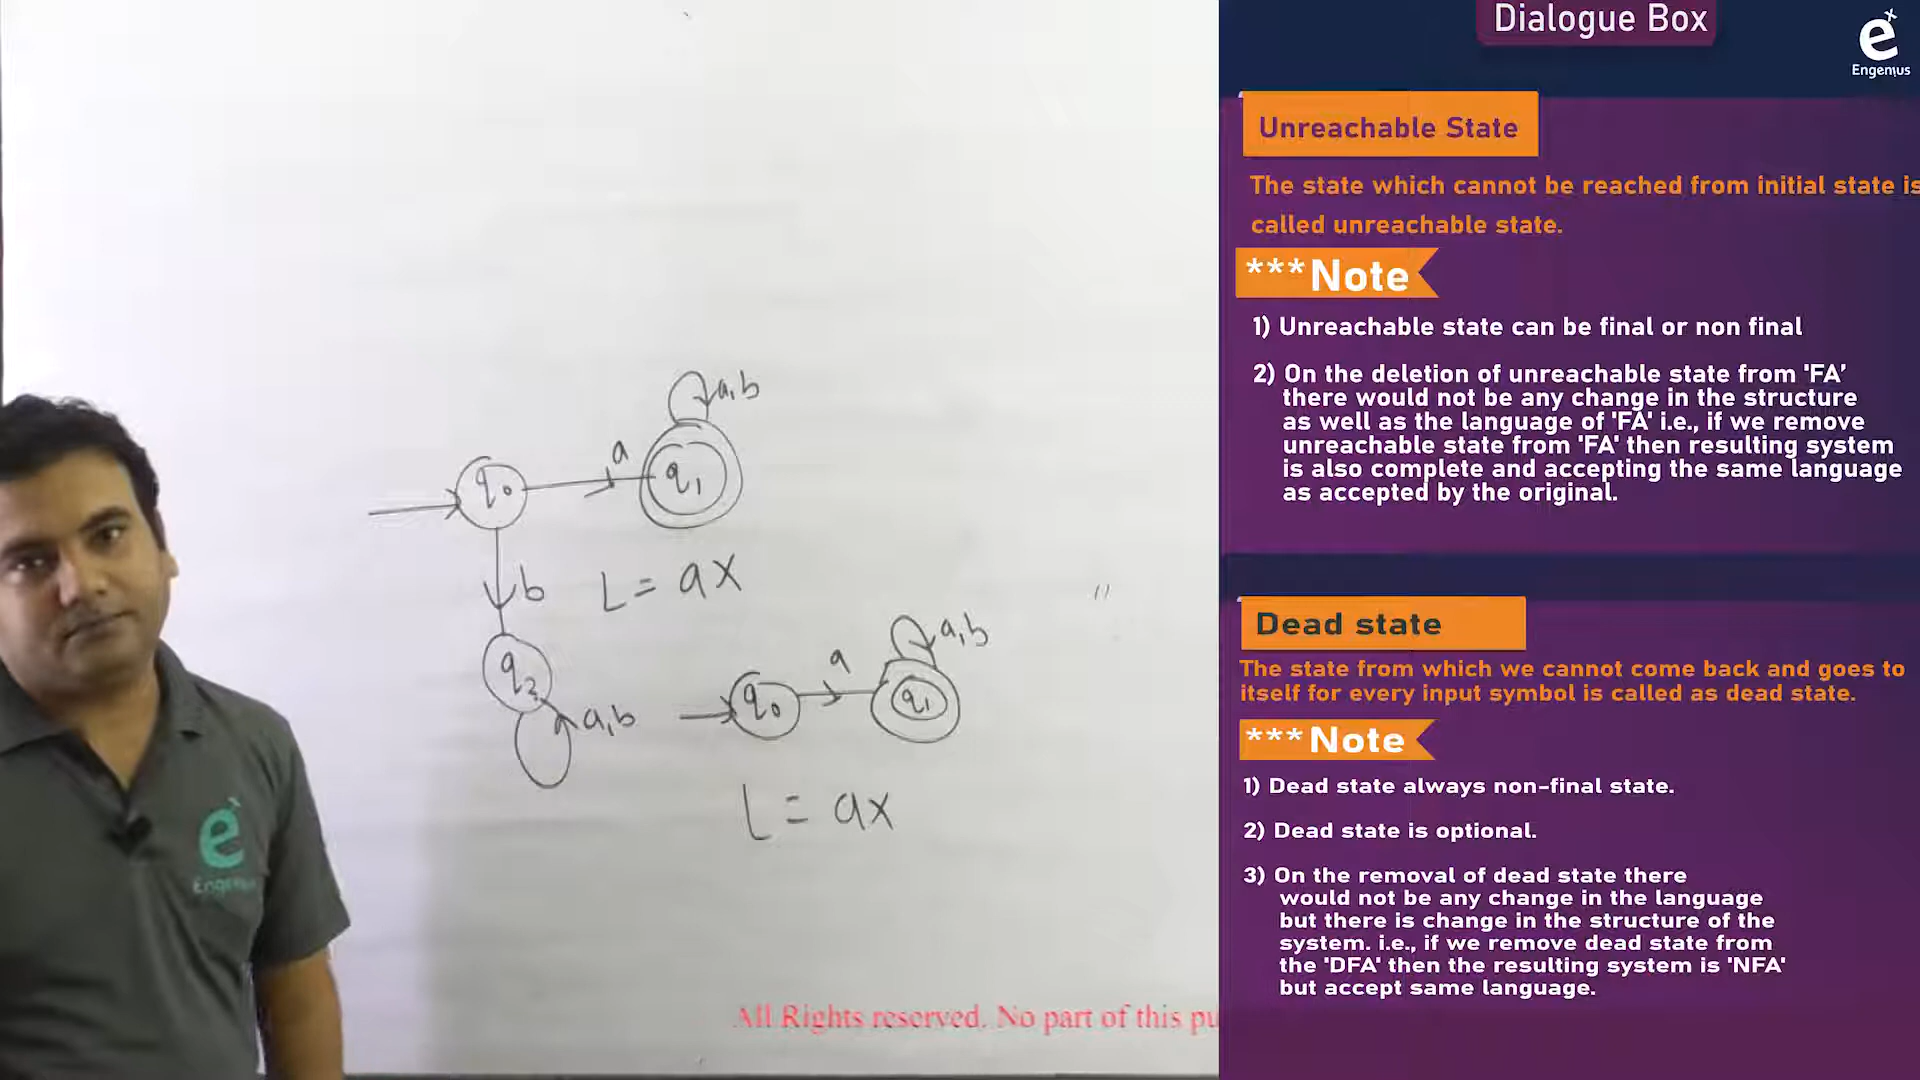 Dialogue Box
eˣ
Engenius
Unreachable State
The state which cannot be reached from initial state is
called unreachable state.
***Note
1) Unreachable state can be final or non final
2) On the deletion of unreachable state from 'FA'
there would not be any change in the structure
as well as the language of 'FA' i.e., if we remove
unreachable state from 'FA' then resulting system
is also complete and accepting the same language
as accepted by the original.
Dead state
The state from which we cannot come back and goes to
itself for every input symbol is called as dead state.
***Note
1) Dead state always non-final state.
2) Dead state is optional.
3) On the removal of dead state there
would not be any change in the language
but there is change in the structure of the
system. i.e., if we remove dead state from
the 'DFA' then the resulting system is 'NFA'
but accept same language.
a,b
a
q₀
q₁
b
L = ax
q₂
a,b
a,b
a
q₀
q₁
L = ax
eˣ
Engenius
All Rights reserved. No part of this pu